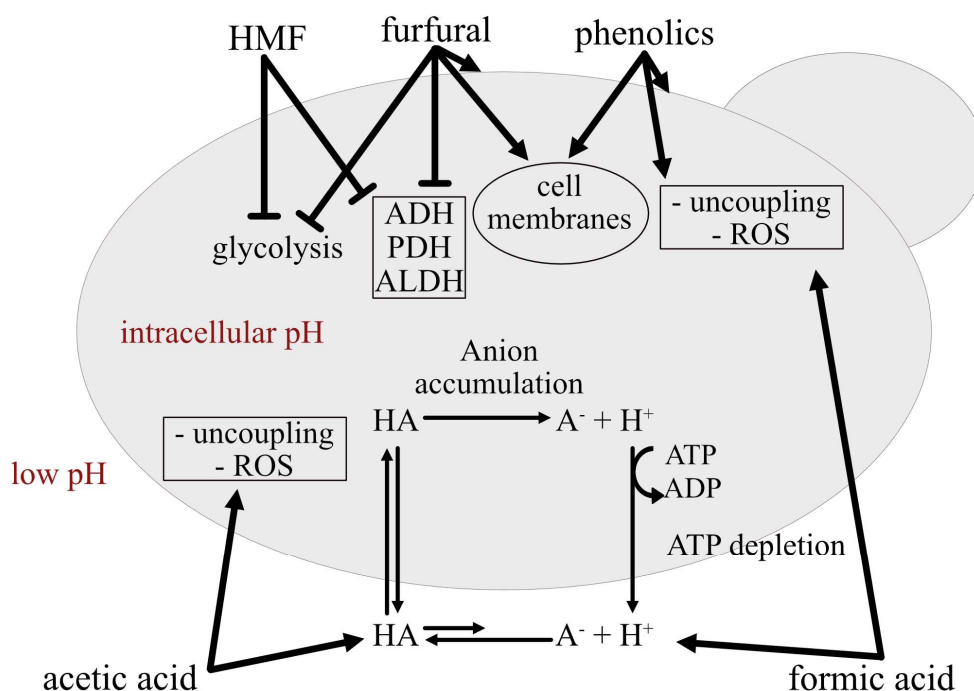 HMF
furfural
phenolics
cell
membranes
- uncoupling
- ROS
ADH
PDH
ALDH
glycolysis
intracellular pH
Anion
accumulation
HA
A⁻ + H⁺
- uncoupling
- ROS
low pH
ATP
ADP
ATP depletion
HA
A⁻ + H⁺
acetic acid
formic acid